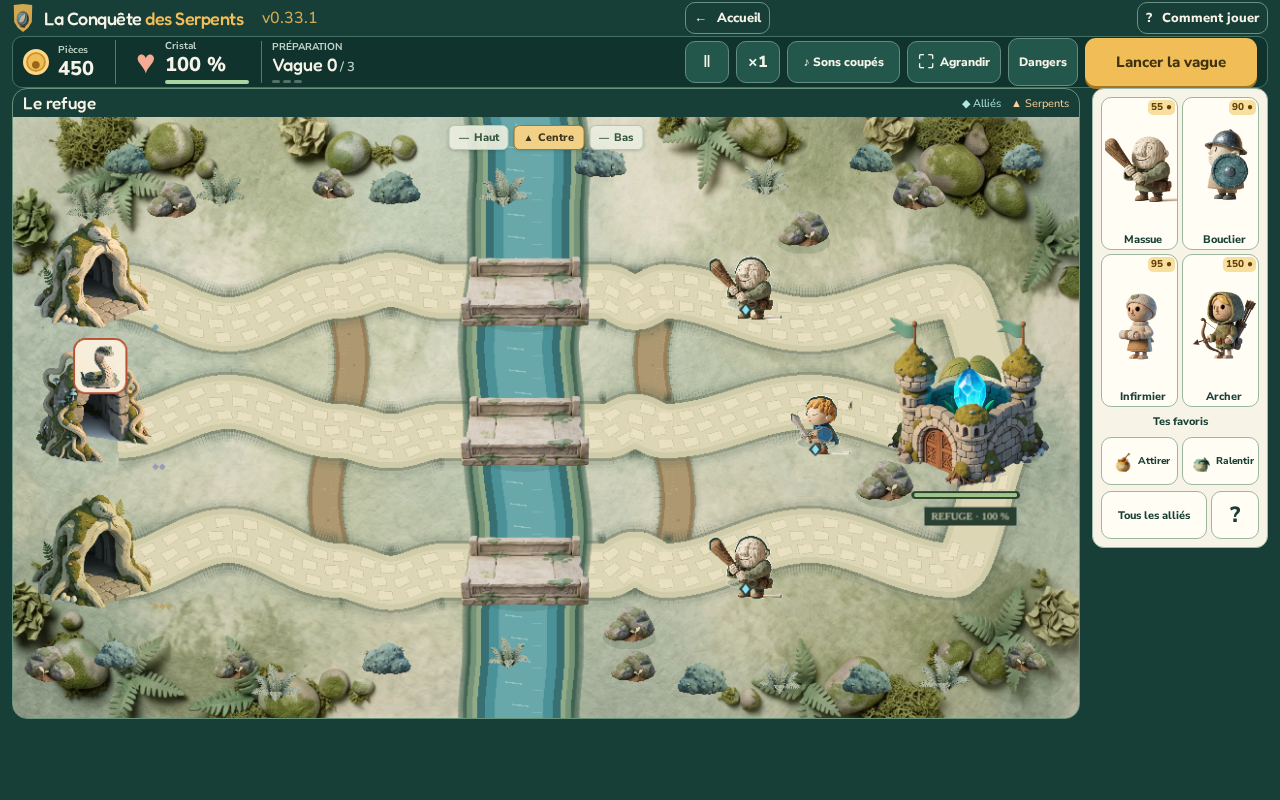 La Conquête des Serpents v0.33.1
← Accueil
? Comment jouer
Pièces
450
Cristal
100 %
PRÉPARATION
Vague 0 / 3
×1
♪ Sons coupés
Agrandir
Dangers
Lancer la vague
Le refuge
◆ Alliés ▲ Serpents
— Haut
▲ Centre
— Bas
REFUGE · 100 %
55
Massue
90
Bouclier
95
Infirmier
150
Archer
Tes favoris
Attirer
Ralentir
Tous les alliés
?